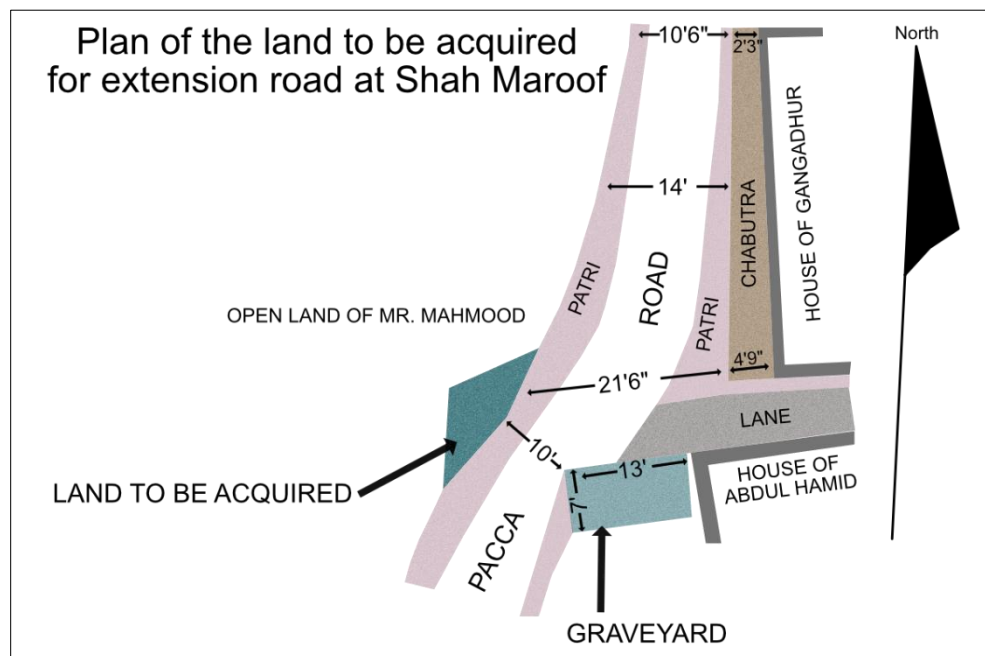 Plan of the land to be acquired
for extension road at Shah Maroof
10'6"
2'3"
North
14'
CHABUTRA
HOUSE OF GANGADHUR
PATRI
ROAD
PATRI
OPEN LAND OF MR. MAHMOOD
4'9"
21'6"
LANE
10'
13'
7'
HOUSE OF
ABDUL HAMID
LAND TO BE ACQUIRED
PACCA
GRAVEYARD